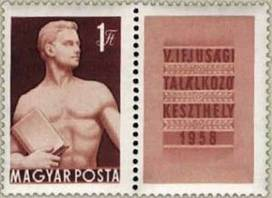 1 Ft
MAGYAR POSTA
V. IFJUSÁGI
TALÁLKOZÓ
KESZTHELY
1958